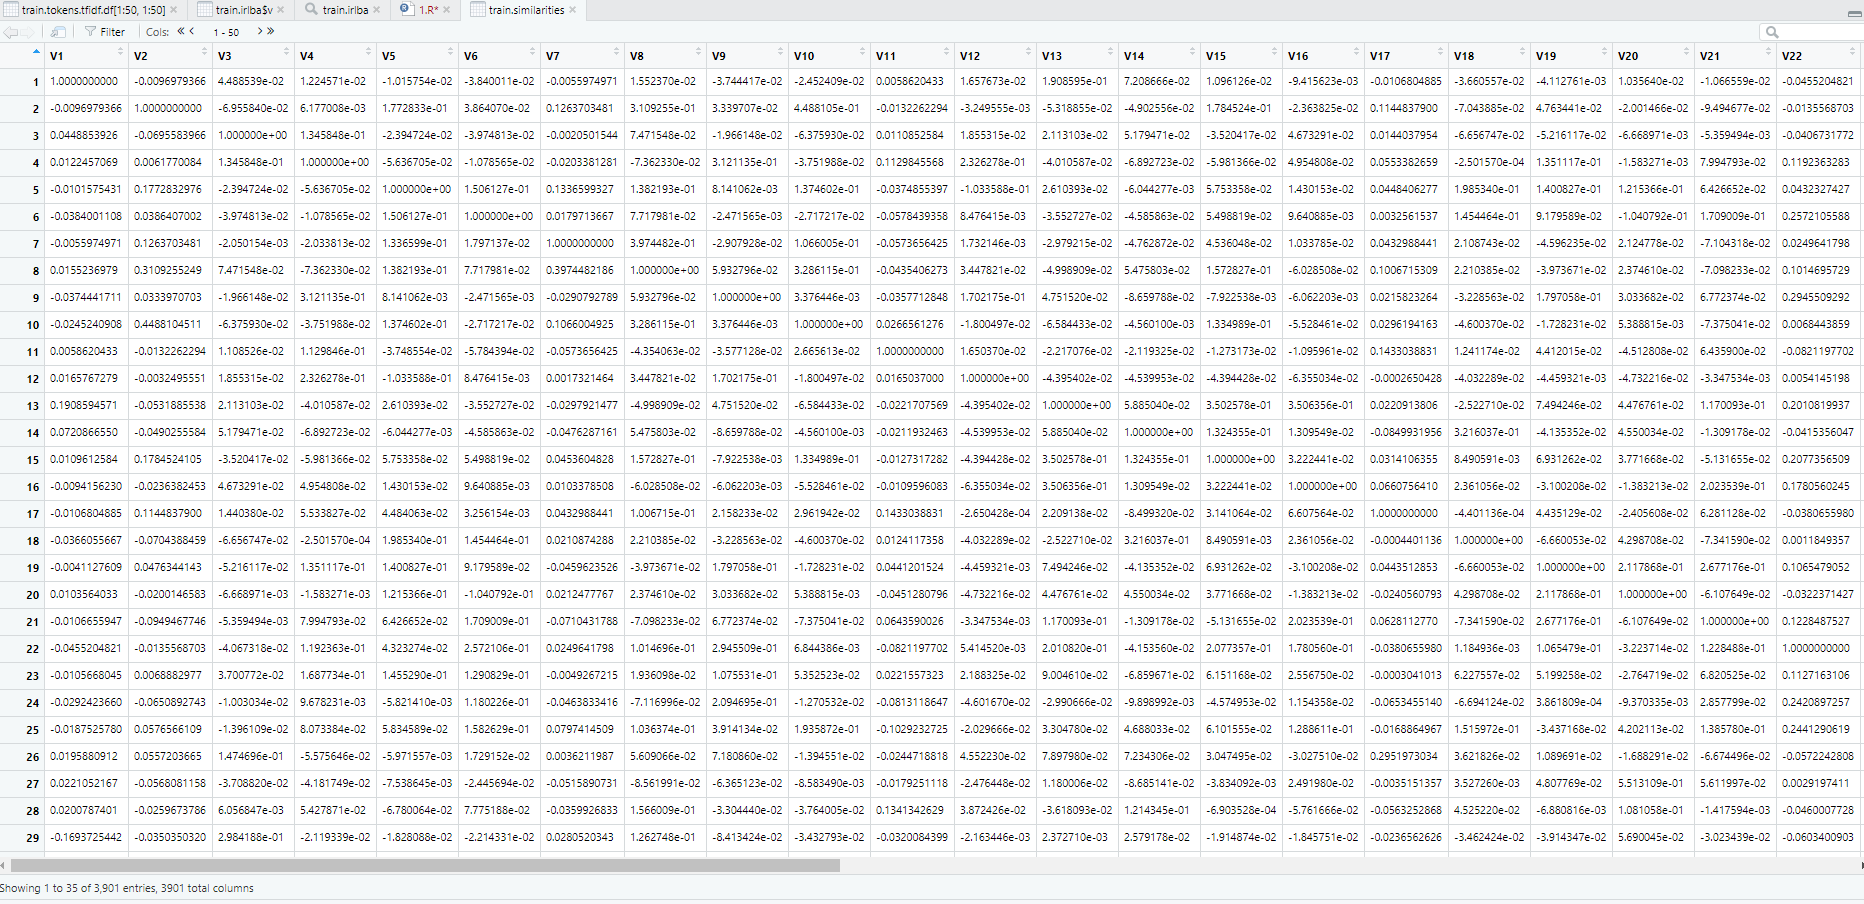 train.tokens.tfidf.df[1:50, 1:50] train.irlba$v train.irlba 1.R* train.similarities
Filter Cols: 1 - 50
V1 V2 V3 V4 V5 V6 V7 V8 V9 V10 V11 V12 V13 V14 V15 V16 V17 V18 V19 V20 V21 V22
1 1.0000000000 -0.0096979366 4.488539e-02 1.224571e-02 -1.015754e-02 -3.840011e-02 -0.0055974971 1.552370e-02 -3.744417e-02 -2.452409e-02 0.0058620433 1.657673e-02 1.908595e-01 7.208666e-02 1.096126e-02 -9.415623e-03 -0.0106804885 -3.660557e-02 -4.112761e-03 1.035640e-02 -1.066559e-02 -0.0455204821
2 -0.0096979366 1.0000000000 -6.955840e-02 6.177008e-03 1.772833e-01 3.864070e-02 0.1263703481 3.109255e-01 3.339707e-02 4.488105e-01 -0.0132262294 -3.249555e-03 -5.318855e-02 -4.902556e-02 1.784524e-01 -2.363825e-02 0.1144837900 -7.043885e-02 4.763441e-02 -2.001466e-02 -9.494677e-02 -0.0135568703
3 0.0448853926 -0.0695583966 1.000000e+00 1.345848e-01 -2.394724e-02 -3.974813e-02 -0.0020501544 7.471548e-02 -1.966148e-02 -6.375930e-02 0.0110852584 1.855315e-02 2.113103e-02 5.179471e-02 -3.520417e-02 4.673291e-02 0.0144037954 -6.656747e-02 -5.216117e-02 -6.668971e-03 -5.359494e-03 -0.0406731772
4 0.0122457069 0.0061770084 1.345848e-01 1.000000e+00 -5.636705e-02 -1.078565e-02 -0.0203381281 -7.362330e-02 3.121135e-01 -3.751988e-02 0.1129845568 2.326278e-01 -4.010587e-02 -6.892723e-02 -5.981366e-02 4.954808e-02 0.0553382659 -2.501570e-04 1.351117e-01 -1.583271e-03 7.994793e-02 0.1192363283
5 -0.0101575431 0.1772832976 -2.394724e-02 -5.636705e-02 1.000000e+00 1.506127e-01 0.1336599327 1.382193e-01 8.141062e-03 1.374602e-01 -0.0374855397 -1.033588e-01 2.610393e-02 -6.044277e-03 5.753358e-02 1.430153e-02 0.0448406277 1.985340e-01 1.400827e-01 1.215366e-01 6.426652e-02 0.0432327427
6 -0.0384001108 0.0386407002 -3.974813e-02 -1.078565e-02 1.506127e-01 1.000000e+00 0.0179713667 7.717981e-02 -2.471565e-03 -2.717217e-02 -0.0578439358 8.476415e-03 -3.552727e-02 -4.585863e-02 5.498819e-02 9.640885e-03 0.0032561537 1.454464e-01 9.179589e-02 -1.040792e-01 1.709009e-01 0.2572105588
7 -0.0055974971 0.1263703481 -2.050154e-03 -2.033813e-02 1.336599e-01 1.797137e-02 1.0000000000 3.974482e-01 -2.907928e-02 1.066005e-01 -0.0573656425 1.732146e-03 -2.979215e-02 -4.762872e-02 4.536048e-02 1.033785e-02 0.0432988441 2.108743e-02 -4.596235e-02 2.124778e-02 -7.104318e-02 0.0249641798
8 0.0155236979 0.3109255249 7.471548e-02 -7.362330e-02 1.382193e-01 7.717981e-02 0.3974482186 1.000000e+00 5.932796e-02 3.286115e-01 -0.0435406273 3.447821e-02 -4.998909e-02 5.475803e-02 1.572827e-01 -6.028508e-02 0.1006715309 2.210385e-02 -3.973671e-02 2.374610e-02 -7.098233e-02 0.1014695729
9 -0.0374441711 0.0333970703 -1.966148e-02 3.121135e-01 8.141062e-03 -2.471565e-03 -0.0290792789 5.932796e-02 1.000000e+00 3.376446e-03 -0.0357712848 1.702175e-01 4.751520e-02 -8.659788e-02 -7.922538e-03 -6.062203e-03 0.0215823264 -3.228563e-02 1.797058e-01 3.033682e-02 6.772374e-02 0.2945509292
10 -0.0245240908 0.4488104511 -6.375930e-02 -3.751988e-02 1.374602e-01 -2.717217e-02 0.1066004925 3.286115e-01 3.376446e-03 1.000000e+00 0.0266561276 -1.800497e-02 -6.584433e-02 -4.560100e-03 1.334989e-01 -5.528461e-02 0.0296194163 -4.600370e-02 -1.728231e-02 5.388815e-03 -7.375041e-02 0.0068443859
11 0.0058620433 -0.0132262294 1.108526e-02 1.129846e-01 -3.748554e-02 -5.784394e-02 -0.0573656425 -4.354063e-02 -3.577128e-02 2.665613e-02 1.0000000000 1.650370e-02 -2.217076e-02 -2.119325e-02 -1.273173e-02 -1.095961e-02 0.1433038831 1.241174e-02 4.412015e-02 -4.512808e-02 6.435900e-02 -0.0821197702
12 0.0165767279 -0.0032495551 1.855315e-02 2.326278e-01 -1.033588e-01 8.476415e-03 0.0017321464 3.447821e-02 1.702175e-01 -1.800497e-02 0.0165037000 1.000000e+00 -4.395402e-02 -4.539953e-02 -4.394428e-02 -6.355034e-02 -0.0002650428 -4.032289e-02 -4.459321e-03 -4.732216e-02 -3.347534e-03 0.0054145198
13 0.1908594571 -0.0531885538 2.113103e-02 -4.010587e-02 2.610393e-02 -3.552727e-02 -0.0297921477 -4.998909e-02 4.751520e-02 -6.584433e-02 -0.0221707569 -4.395402e-02 1.000000e+00 5.885040e-02 3.502578e-01 3.506356e-01 0.0220913806 -2.522710e-02 7.494246e-02 4.476761e-02 1.170093e-01 0.2010819937
14 0.0720866550 -0.0490255584 5.179471e-02 -6.892723e-02 -6.044277e-03 -4.585863e-02 -0.0476287161 5.475803e-02 -8.659788e-02 -4.560100e-03 -0.0211932463 -4.539953e-02 5.885040e-02 1.000000e+00 1.324355e-01 1.309549e-02 -0.0849931956 3.216037e-01 -4.135352e-02 4.550034e-02 -1.309178e-02 -0.0415356047
15 0.0109612584 0.1784524105 -3.520417e-02 -5.981366e-02 5.753358e-02 5.498819e-02 0.0453604828 1.572827e-01 -7.922538e-03 1.334989e-01 -0.0127317282 -4.394428e-02 3.502578e-01 1.324355e-01 1.000000e+00 3.222441e-02 0.0314106355 8.490591e-03 6.931262e-02 3.771668e-02 -5.131655e-02 0.2077356509
16 -0.0094156230 -0.0236382453 4.673291e-02 4.954808e-02 1.430153e-02 9.640885e-03 0.0103378508 -6.028508e-02 -6.062203e-03 -5.528461e-02 -0.0109596083 -6.355034e-02 3.506356e-01 1.309549e-02 3.222441e-02 1.000000e+00 0.0660756410 2.361056e-02 -3.100208e-02 -1.383213e-02 2.023539e-01 0.1780560245
17 -0.0106804885 0.1144837900 1.440380e-02 5.533827e-02 4.484063e-02 3.256154e-03 0.0432988441 1.006715e-01 2.158233e-02 2.961942e-02 0.1433038831 -2.650428e-04 2.209138e-02 -8.499320e-02 3.141064e-02 6.607564e-02 1.0000000000 -4.401136e-04 4.435129e-02 -2.405608e-02 6.281128e-02 -0.0380655980
18 -0.0366055667 -0.0704388459 -6.656747e-02 -2.501570e-04 1.985340e-01 1.454464e-01 0.0210874288 2.210385e-02 -3.228563e-02 -4.600370e-02 0.0124117358 -4.032289e-02 -2.522710e-02 3.216037e-01 8.490591e-03 2.361056e-02 -0.0004401136 1.000000e+00 -6.660053e-02 4.298708e-02 -7.341590e-02 0.0011849357
19 -0.0041127609 0.0476344143 -5.216117e-02 1.351117e-01 1.400827e-01 9.179589e-02 -0.0459623526 -3.973671e-02 1.797058e-01 -1.728231e-02 0.0441201524 -4.459321e-03 7.494246e-02 -4.135352e-02 6.931262e-02 -3.100208e-02 0.0443512853 -6.660053e-02 1.000000e+00 2.117868e-01 2.677176e-01 0.1065479052
20 0.0103564033 -0.0200146583 -6.668971e-03 -1.583271e-03 1.215366e-01 -1.040792e-01 0.0212477767 2.374610e-02 3.033682e-02 5.388815e-03 -0.0451280796 -4.732216e-02 4.476761e-02 4.550034e-02 3.771668e-02 -1.383213e-02 -0.0240560793 4.298708e-02 2.117868e-01 1.000000e+00 -6.107649e-02 -0.0322371427
21 -0.0106655947 -0.0949467746 -5.359494e-03 7.994793e-02 6.426652e-02 1.709009e-01 -0.0710431788 -7.098233e-02 6.772374e-02 -7.375041e-02 0.0643590026 -3.347534e-03 1.170093e-01 -1.309178e-02 -5.131655e-02 2.023539e-01 0.0628112770 -7.341590e-02 2.677176e-01 -6.107649e-02 1.000000e+00 0.1228487527
22 -0.0455204821 -0.0135568703 -4.067318e-02 1.192363e-01 4.323274e-02 2.572106e-01 0.0249641798 1.014696e-01 2.945509e-01 6.844386e-03 -0.0821197702 5.414520e-03 2.010820e-01 -4.153560e-02 2.077357e-01 1.780560e-01 -0.0380655980 1.184936e-03 1.065479e-01 -3.223714e-02 1.228488e-01 1.0000000000
23 -0.0105668045 0.0068882977 3.700772e-02 1.687734e-01 1.455290e-01 1.290829e-01 -0.0049267215 1.936098e-02 1.075531e-01 5.352523e-02 0.0221557323 2.188325e-02 9.004610e-02 -6.859671e-02 6.151168e-02 2.556750e-02 -0.0003041013 6.227557e-02 5.199258e-02 -2.764719e-02 6.820525e-02 0.1127163106
24 -0.0292423660 -0.0650892743 -1.003034e-02 9.678231e-03 -5.821410e-03 1.180226e-01 -0.0463833416 -7.116996e-02 2.094695e-01 -1.270532e-02 -0.0813118647 -4.601670e-02 -2.990666e-02 -9.898992e-03 -4.574953e-02 1.154358e-02 -0.0653455140 -6.694124e-02 3.861809e-04 -9.370335e-03 2.857799e-02 0.2420897257
25 -0.0187525780 0.0576566109 -1.396109e-02 8.073384e-02 5.834589e-02 1.582629e-01 0.0797414509 1.036374e-01 3.914134e-02 1.935872e-01 -0.1029232725 -2.029666e-02 3.304780e-02 4.688033e-02 6.101555e-02 1.288611e-01 -0.0168864967 1.515972e-01 -3.437168e-02 4.202113e-02 1.385780e-01 0.2441290619
26 0.0195880912 0.0557203665 1.474696e-01 -5.575646e-02 -5.971557e-03 1.729152e-02 0.0036211987 5.609066e-02 7.180860e-02 -1.394551e-02 -0.0244718818 4.552230e-02 7.897980e-02 7.234306e-02 3.047495e-02 -3.027510e-02 0.2951973034 3.621826e-02 1.089691e-02 -1.688291e-02 -6.674496e-02 -0.0572242808
27 0.0221052167 -0.0568081158 -3.708820e-02 -4.181749e-02 -7.538645e-03 -2.445694e-02 -0.0515890731 -8.561991e-02 -6.365123e-02 -8.583490e-03 -0.0179251118 -2.476448e-02 1.180006e-02 -8.685141e-02 -3.834092e-03 2.491980e-02 -0.0035151357 3.527260e-03 4.807769e-02 5.513109e-01 5.611997e-02 0.0029197411
28 0.0200787401 -0.0259673786 6.056847e-03 5.427871e-02 -6.780064e-02 7.775188e-02 -0.0359926833 1.566009e-01 -3.304440e-02 -3.764005e-02 0.1341342629 3.872426e-02 -3.618093e-02 1.214345e-01 -6.903528e-04 -5.761666e-02 -0.0563252868 4.525220e-02 -6.880816e-03 1.081058e-01 -1.417594e-03 -0.0460007728
29 -0.1693725442 -0.0350350320 2.984188e-01 -2.119339e-02 -1.828088e-02 -2.214331e-02 0.0280520343 1.262748e-01 -8.413424e-02 -3.432793e-02 -0.0320084399 -2.163446e-03 2.372710e-03 2.579178e-02 -1.914874e-02 -1.845751e-02 -0.0236562626 -3.462424e-02 -3.914347e-02 5.690045e-02 -3.023439e-02 -0.0603400903
Showing 1 to 35 of 3,901 entries, 3901 total columns